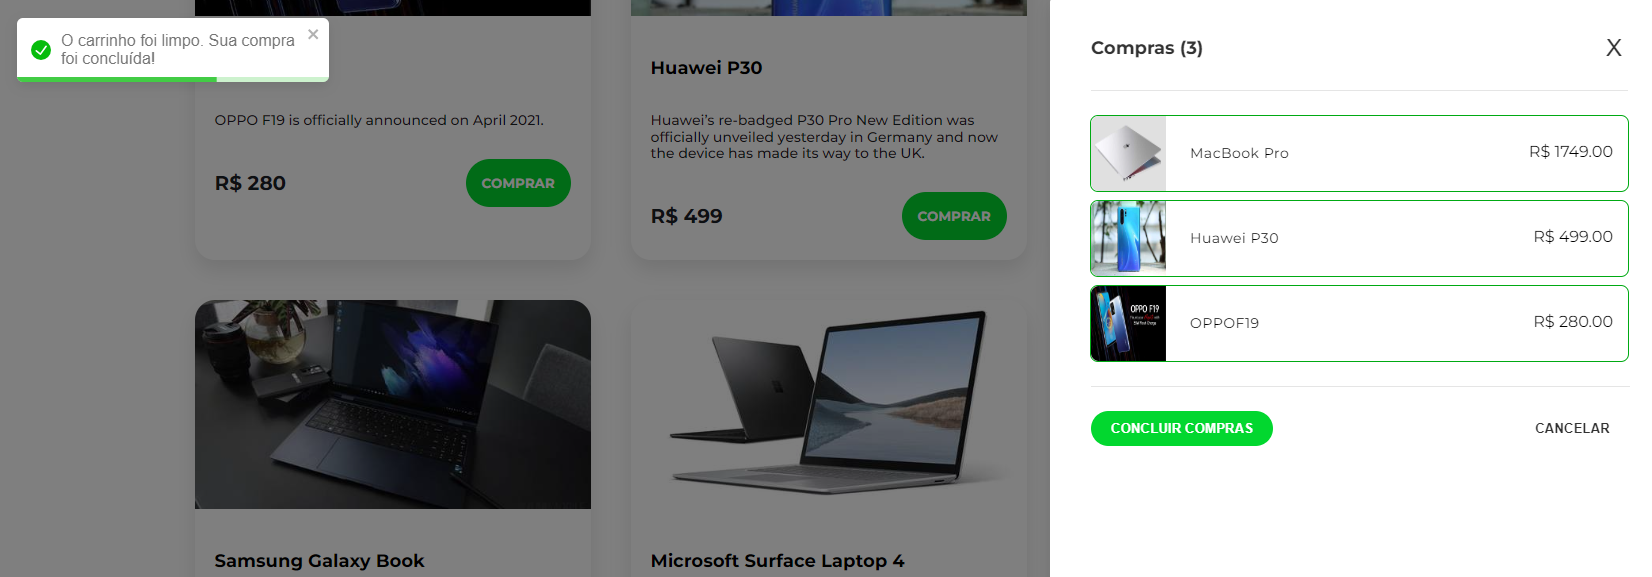 O carrinho foi limpo. Sua compra
foi concluída!
OPPO F19 is officially announced on April 2021.
R$ 280
COMPRAR
Huawei P30
Huawei's re-badged P30 Pro New Edition was
officially unveiled yesterday in Germany and now
the device has made its way to the UK.
R$ 499
COMPRAR
Samsung Galaxy Book
Microsoft Surface Laptop 4
Compras (3)
X
MacBook Pro
R$ 1749.00
Huawei P30
R$ 499.00
OPPO F19
OPPOF19
R$ 280.00
CONCLUIR COMPRAS
CANCELAR